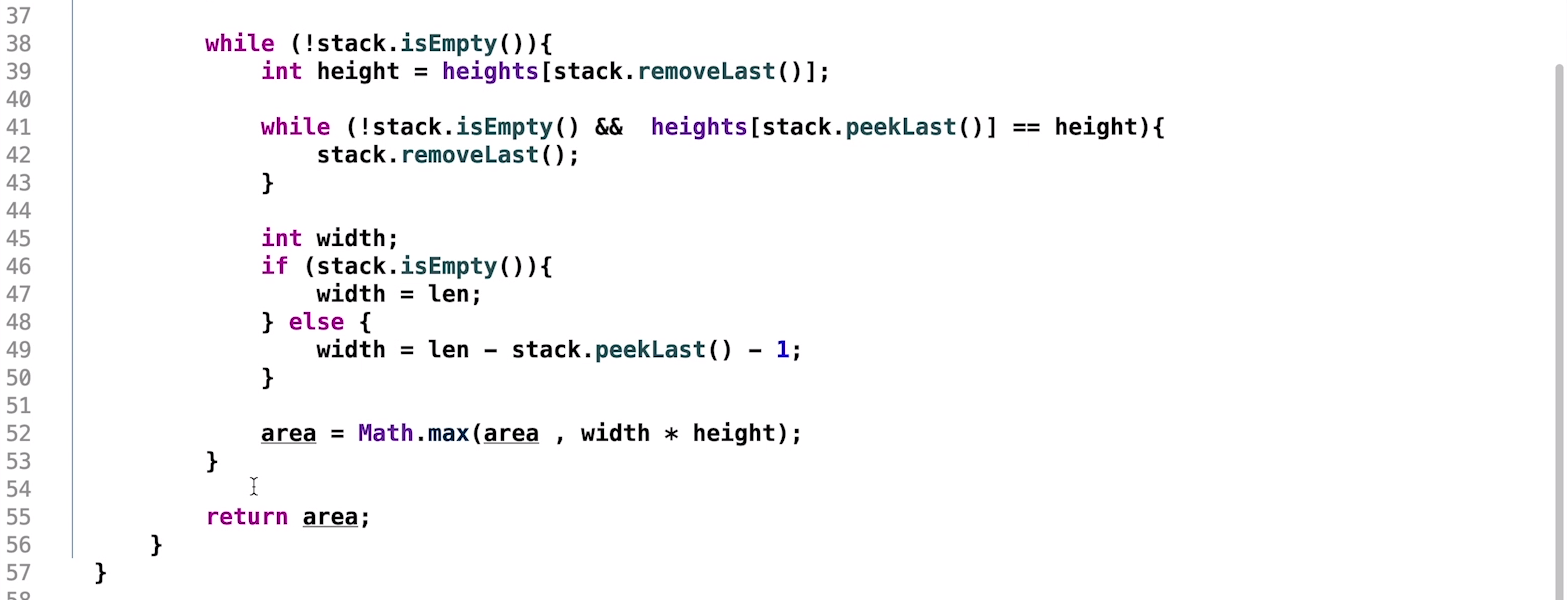 37
38 while (!stack.isEmpty()){
39 int height = heights[stack.removeLast()];
40
41 while (!stack.isEmpty() &&  heights[stack.peekLast()] == height){
42 stack.removeLast();
43 }
44
45 int width;
46 if (stack.isEmpty()){
47 width = len;
48 } else {
49 width = len - stack.peekLast() - 1;
50 }
51
52 area = Math.max(area , width * height);
53 }
54
55 return area;
56 }
57 }
58